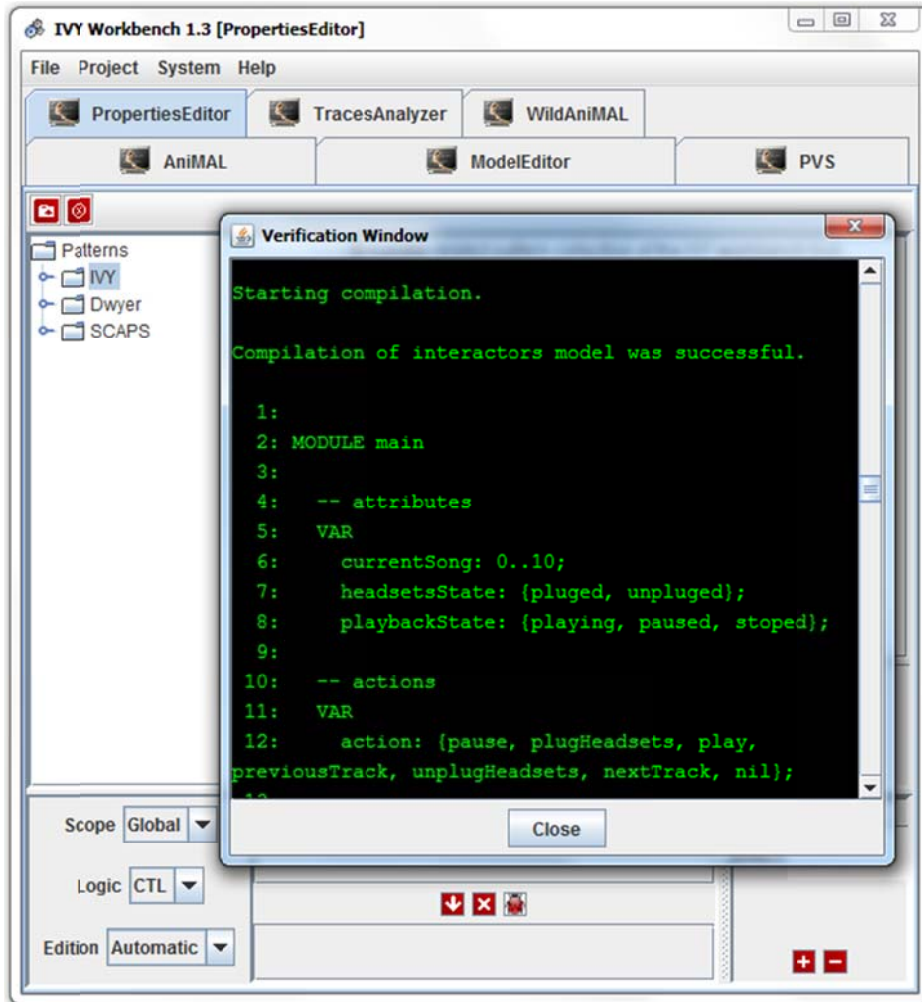 IVY Workbench 1.3 [PropertiesEditor]
File Project System Help
PropertiesEditor TracesAnalyzer WildAniMAL
AniMAL ModelEditor PVS
Patterns
IVY
Dwyer
SCAPS
Verification Window
Starting compilation.
Compilation of interactors model was successful.
1:
2: MODULE main
3:
4: -- attributes
5: VAR
6: currentSong: 0..10;
7: headsetsState: {pluged, unpluged};
8: playbackState: {playing, paused, stoped};
9:
10: -- actions
11: VAR
12: action: {pause, plugHeadsets, play,
previousTrack, unplugHeadsets, nextTrack, nil};
Close
Scope Global
Logic CTL
Edition Automatic